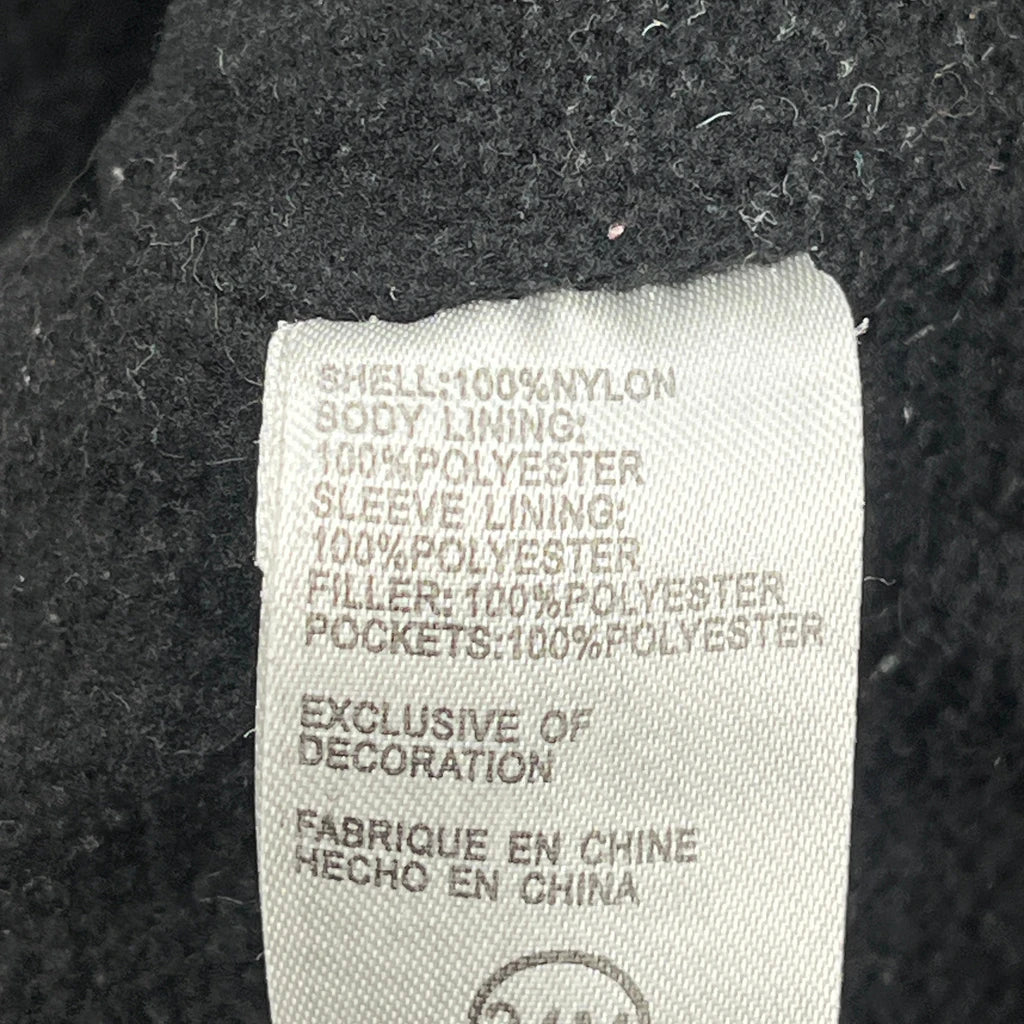 SHELL:100%NYLON
BODY LINING:
100%POLYESTER
SLEEVE LINING:
100%POLYESTER
FILLER:100%POLYESTER
POCKETS:100%POLYESTER
EXCLUSIVE OF
DECORATION
FABRIQUE EN CHINE
HECHO EN CHINA